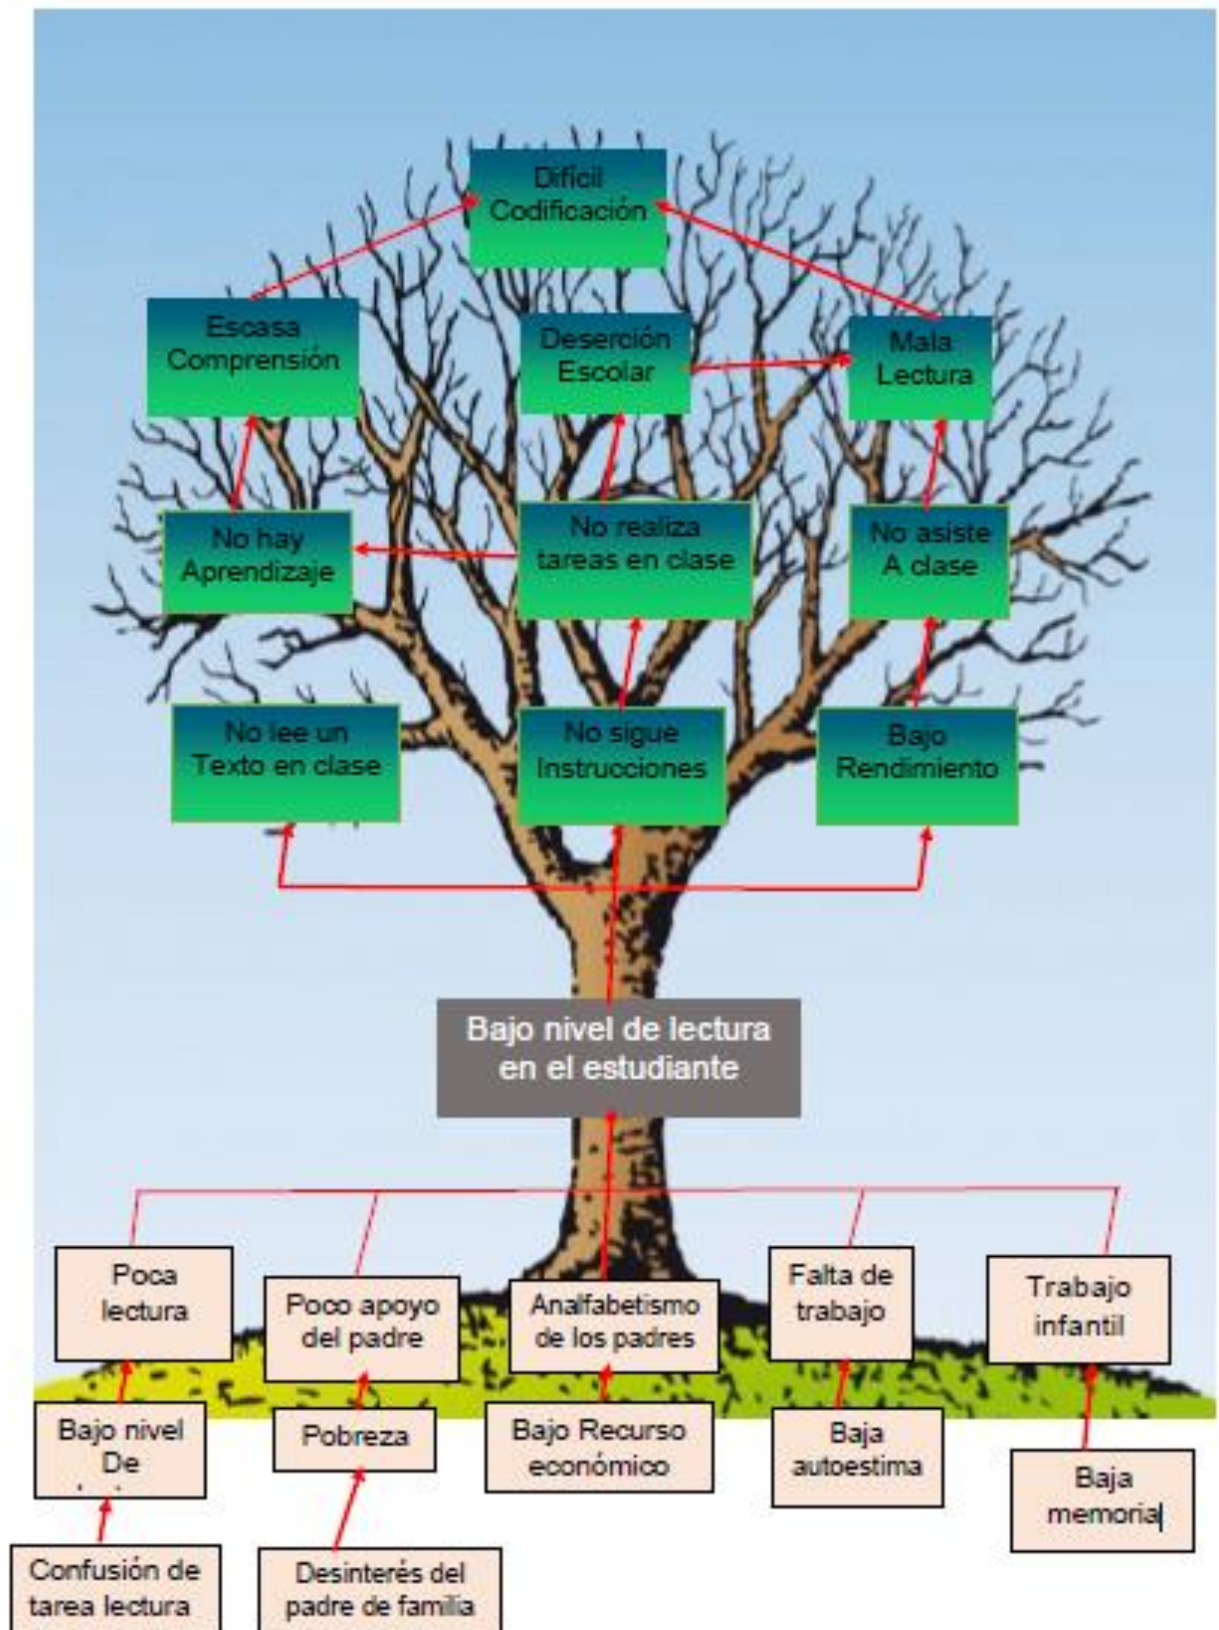 Difícil
Codificación
Escasa
Comprensión
Deserción
Escolar
Mala
Lectura
No hay
Aprendizaje
No realiza
tareas en clase
No asiste
A clase
No lee un
Texto en clase
No sigue
Instrucciones
Bajo
Rendimiento
Bajo nivel de lectura
en el estudiante
Poca
lectura
Poco apoyo
del padre
Analfabetismo
de los padres
Falta de
trabajo
Trabajo
infantil
Bajo nivel
De
Pobreza
Bajo Recurso
económico
Baja
autoestima
Baja
memoria
Confusión de
tarea lectura
Desinterés del
padre de familia